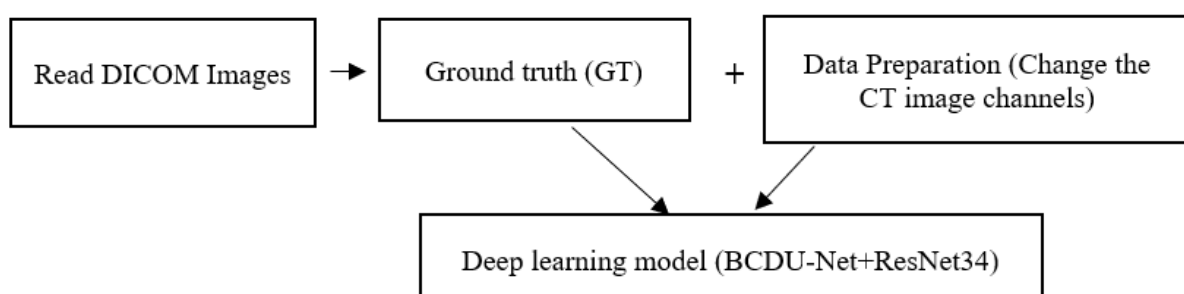 Read DICOM Images
Ground truth (GT)
+
Data Preparation (Change the
CT image channels)
Deep learning model (BCDU-Net+ResNet34)